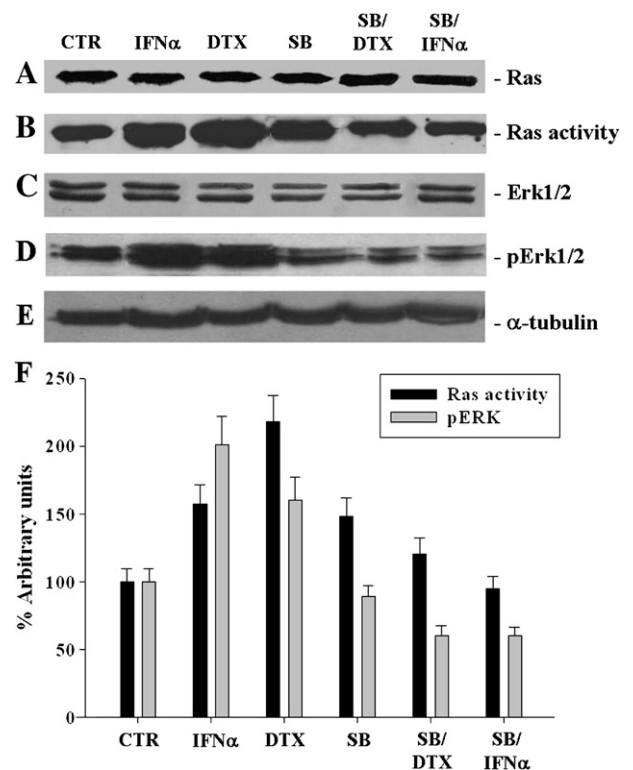 CTR IFNα DTX SB SB/DTX SB/IFNα
A - Ras
B - Ras activity
C - Erk1/2
D - pErk1/2
E - α-tubulin
F
250
200
150
100
50
0
% Arbitrary units
Ras activity
pERK
CTR IFNα DTX SB SB/DTX SB/IFNα